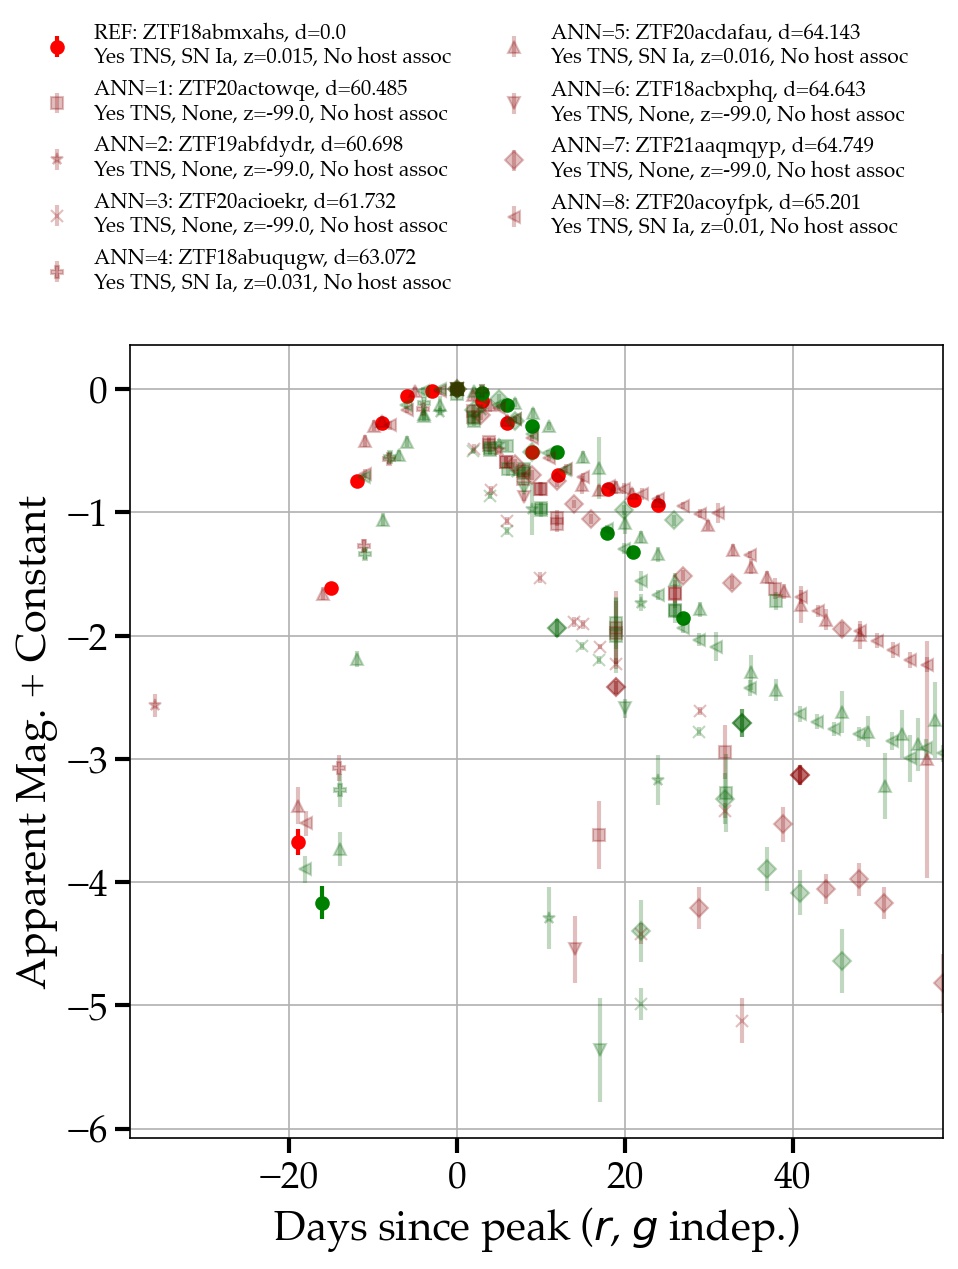 REF: ZTF18abmxahs, d=0.0
Yes TNS, SN Ia, z=0.015, No host assoc
ANN=1: ZTF20actowqe, d=60.485
Yes TNS, None, z=-99.0, No host assoc
ANN=2: ZTF19abfdydr, d=60.698
Yes TNS, None, z=-99.0, No host assoc
ANN=3: ZTF20acioekr, d=61.732
Yes TNS, None, z=-99.0, No host assoc
ANN=4: ZTF18abuqugw, d=63.072
Yes TNS, SN Ia, z=0.031, No host assoc
ANN=5: ZTF20acdafau, d=64.143
Yes TNS, SN Ia, z=0.016, No host assoc
ANN=6: ZTF18acbxphq, d=64.643
Yes TNS, None, z=-99.0, No host assoc
ANN=7: ZTF21aaqmqyp, d=64.749
Yes TNS, None, z=-99.0, No host assoc
ANN=8: ZTF20acoyfpk, d=65.201
Yes TNS, SN Ia, z=0.01, No host assoc
Apparent Mag. + Constant
0
−1
−2
−3
−4
−5
−6
−20
0
20
40
Days since peak (r, g indep.)